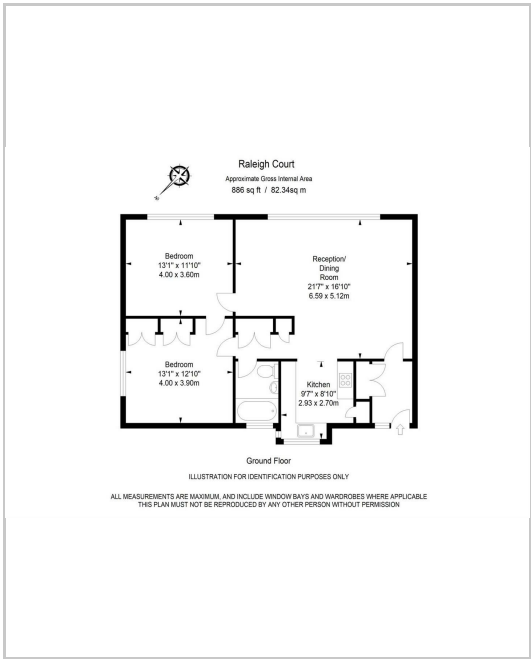 Raleigh Court
Approximate Gross Internal Area
886 sq ft / 82.34sq m
Bedroom
13'1" x 11'10"
4.00 x 3.60m
Reception/
Dining
Room
21'7" x 16'10"
6.59 x 5.12m
Bedroom
13'1" x 12'10"
4.00 x 3.90m
Kitchen
9'7" x 8'10"
2.93 x 2.70m
Ground Floor
ILLUSTRATION FOR IDENTIFICATION PURPOSES ONLY
ALL MEASUREMENTS ARE MAXIMUM, AND INCLUDE WINDOW BAYS AND WARDROBES WHERE APPLICABLE
THIS PLAN MUST NOT BE REPRODUCED BY ANY OTHER PERSON WITHOUT PERMISSION